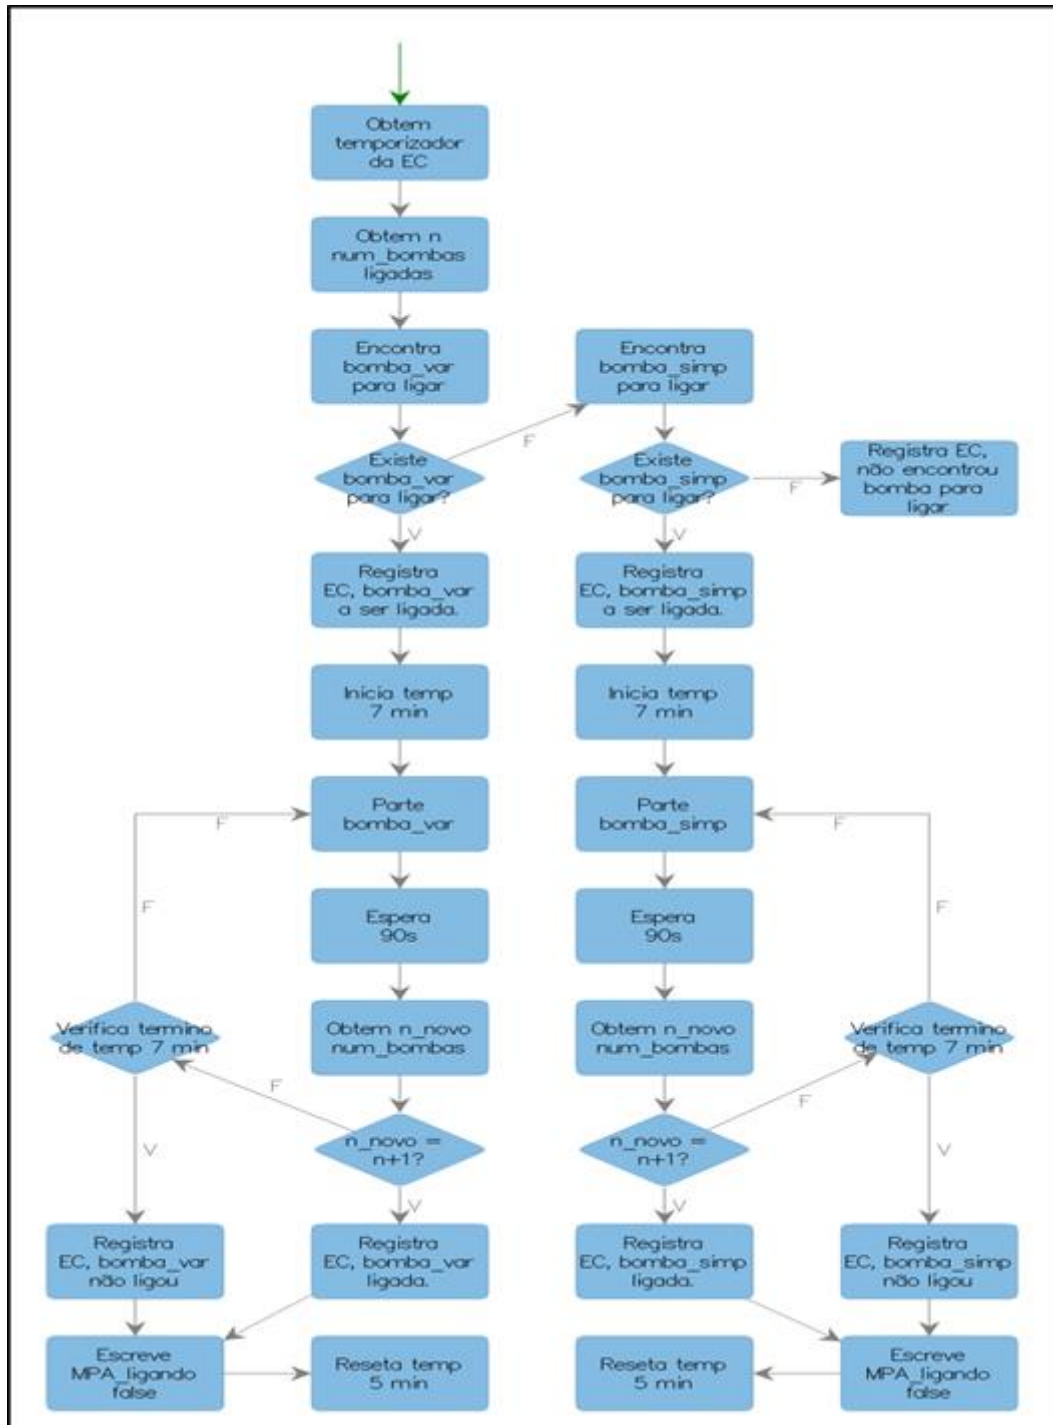 Obtem
temporizador
da EC
Obtem n
num_bombas
ligadas
Encontra
bomba_var
para ligar
Encontra
bomba_simp
para ligar
F
Existe
bomba_var
para ligar?
Existe
bomba_simp
para ligar?
F
Registra EC,
não encontrou
bomba para
ligar
V
V
Registra
EC, bomba_var
a ser ligada.
Registra
EC, bomba_simp
a ser ligada.
Inicia temp
7 min
Inicia temp
7 min
Parte
bomba_var
Parte
bomba_simp
F
F
F
F
Espera
90s
Espera
90s
Verifica termino
de temp 7 min
Obtem n_novo
num_bombas
Obtem n_novo
num_bombas
Verifica termino
de temp 7 min
F
F
V
n_novo =
n+1?
n_novo =
n+1?
V
V
V
Registra
EC, bomba_var
não ligou
Registra
EC, bomba_var
ligada.
Registra
EC, bomba_simp
ligada.
Registra
EC, bomba_simp
não ligou
Escreve
MPA_ligando
false
Reseta temp
5 min
Reseta temp
5 min
Escreve
MPA_ligando
false